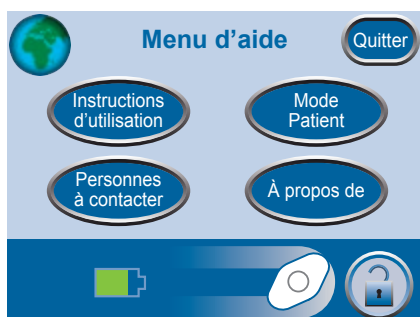 Menu d’aide
Quitter
Instructions
d’utilisation
Mode
Patient
Personnes
à contacter
À propos de